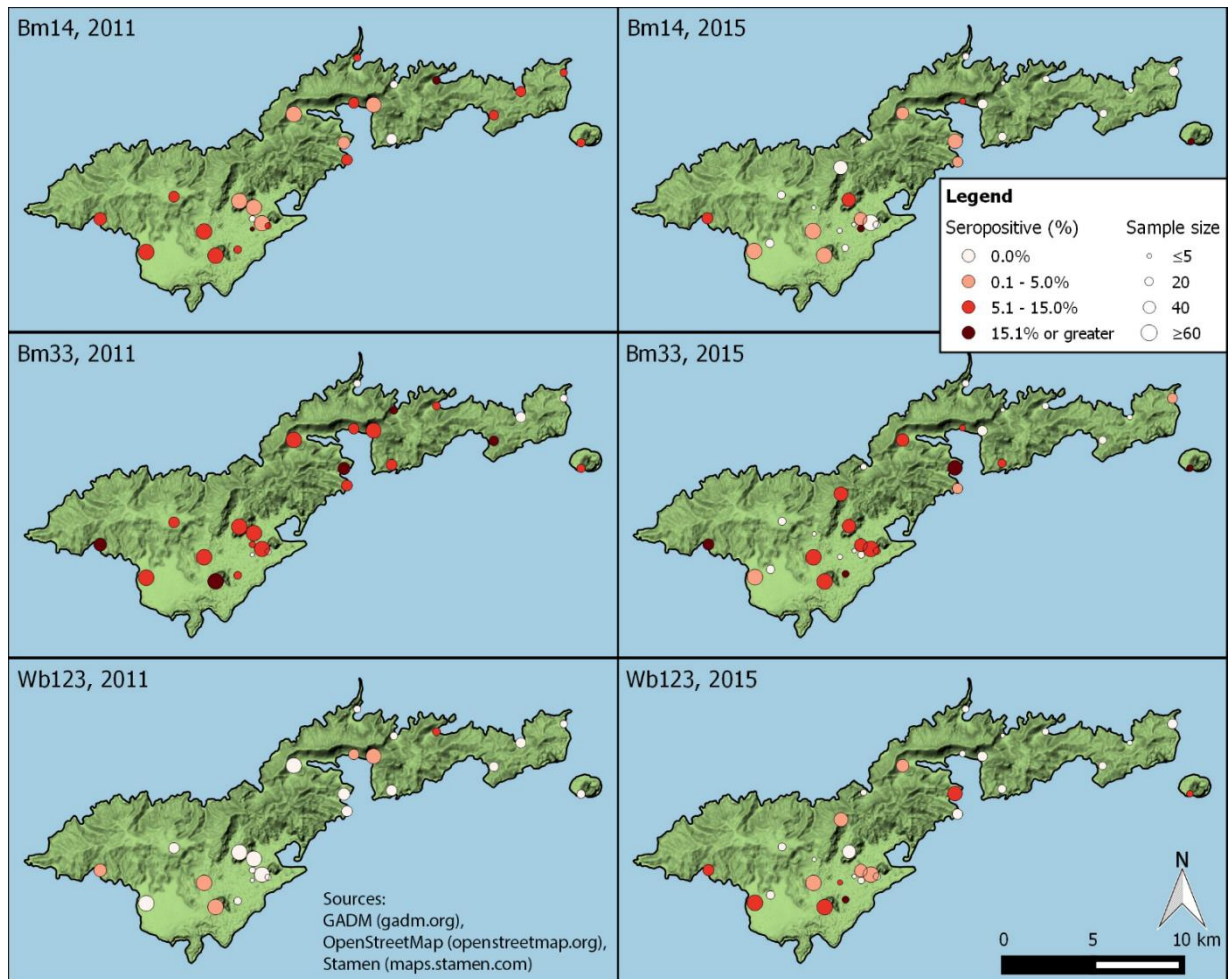 Bm14, 2011
Bm14, 2015
Legend
Seropositive (%)
Sample size
0.0%
≤5
0.1 - 5.0%
20
5.1 - 15.0%
40
15.1% or greater
≥60
Bm33, 2011
Bm33, 2015
Wb123, 2011
Wb123, 2015
Sources:
GADM (gadm.org),
OpenStreetMap (openstreetmap.org),
Stamen (maps.stamen.com)
N
0 5 10 km